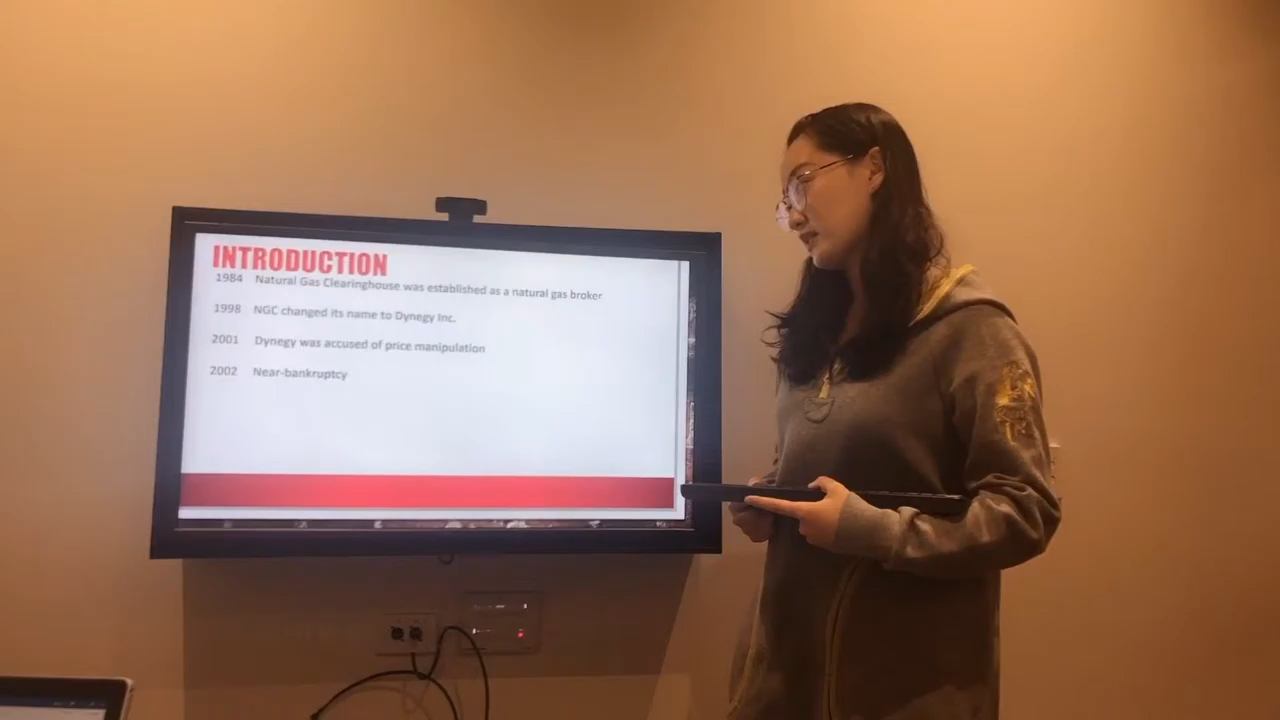 INTRODUCTION
1984 Natural Gas Clearinghouse was established as a natural gas broker
1998 NGC changed its name to Dynegy Inc.
2001 Dynegy was accused of price manipulation
2002 Near-bankruptcy